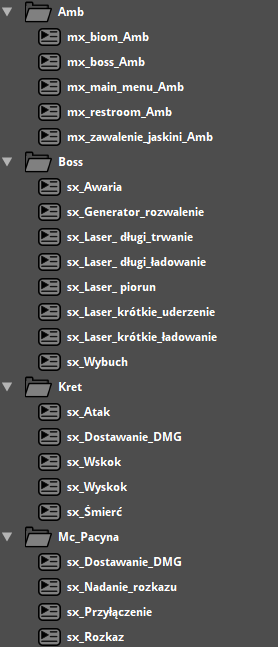 Amb
mx_biom_Amb
mx_boss_Amb
mx_main_menu_Amb
mx_restroom_Amb
mx_zawalenie_jaskini_Amb
Boss
sx_Awaria
sx_Generator_rozwalenie
sx_Laser_ długi_trwanie
sx_Laser_ długi_ładowanie
sx_Laser_ piorun
sx_Laser_krótkie_uderzenie
sx_Laser_krótkie_ładowanie
sx_Wybuch
Kret
sx_Atak
sx_Dostawanie_DMG
sx_Wskok
sx_Wyskok
sx_Śmierć
Mc_Pacyna
sx_Dostawanie_DMG
sx_Nadanie_rozkazu
sx_Przyłączenie
sx_Rozkaz